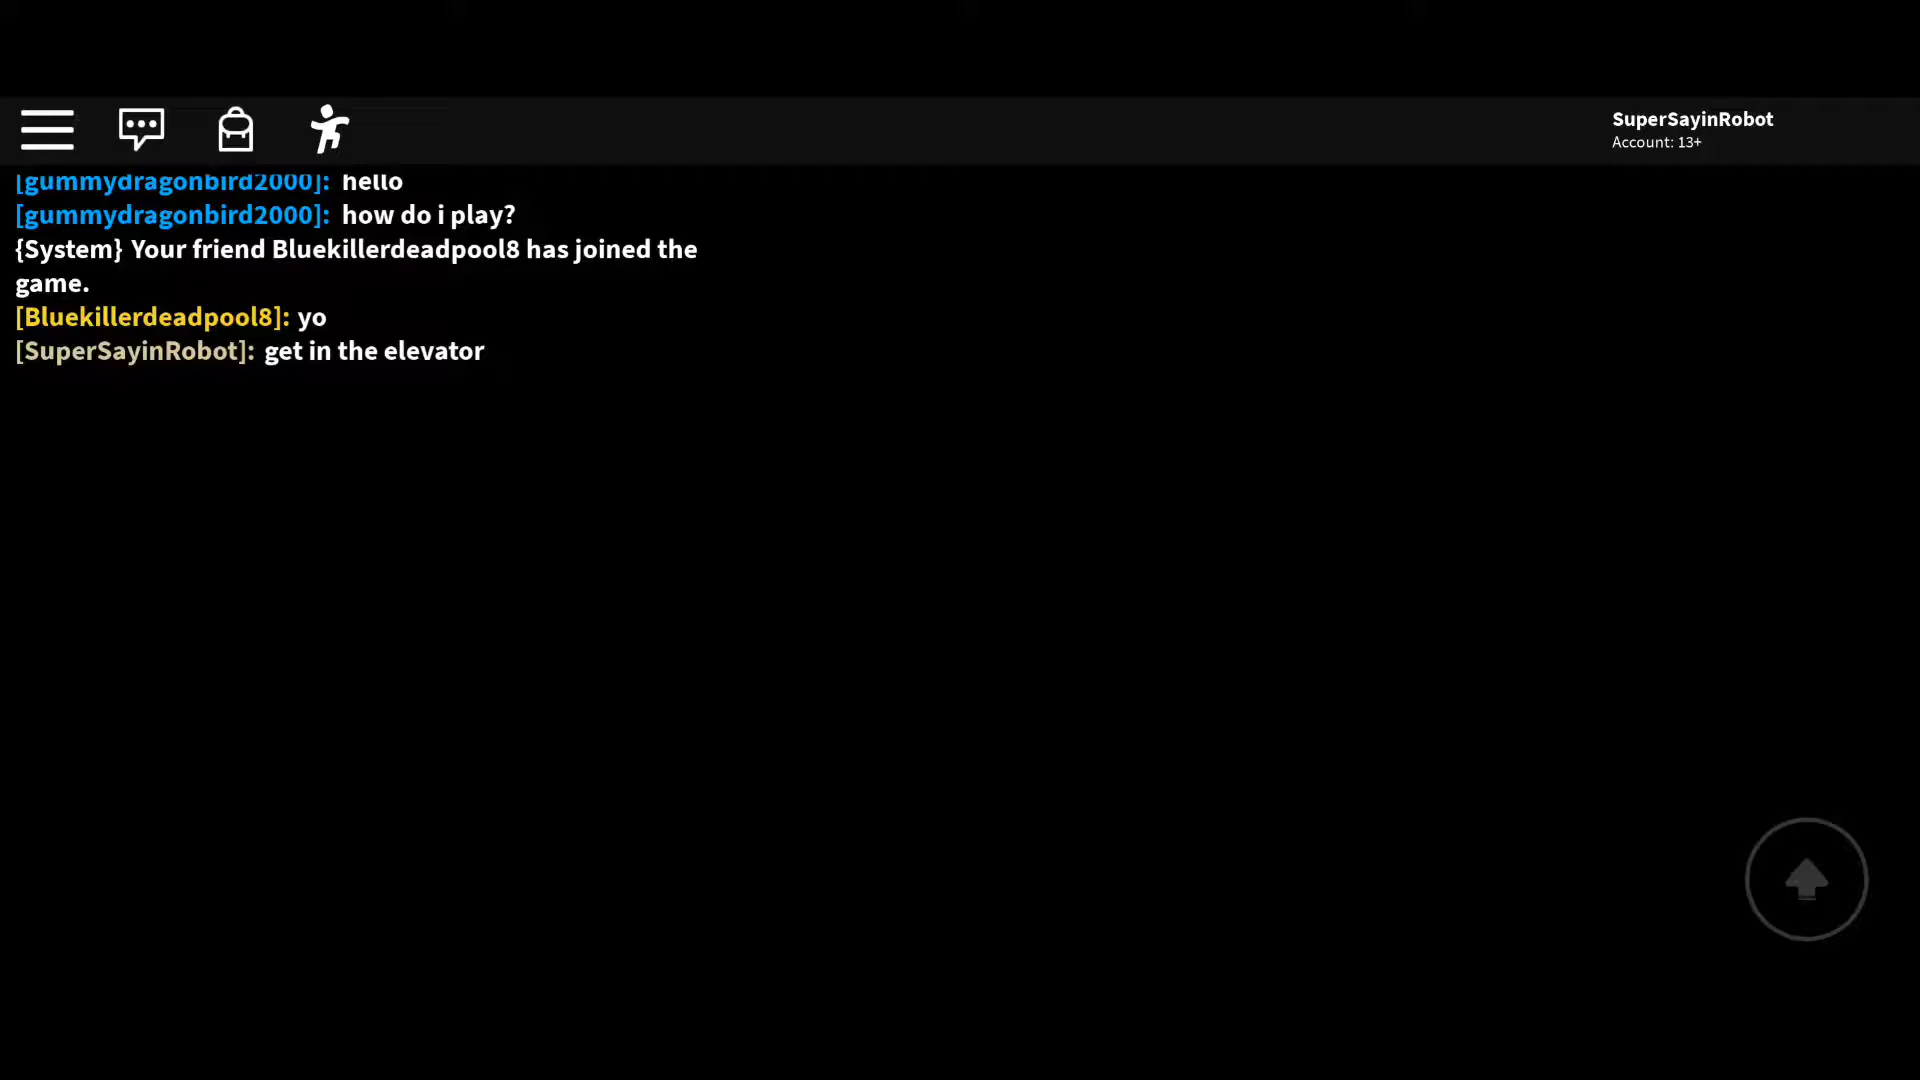 SuperSayinRobot
Account: 13+
[gummydragonbird2000]: hello
[gummydragonbird2000]: how do i play?
{System} Your friend Bluekillerdeadpool8 has joined the
game.
[Bluekillerdeadpool8]: yo
[SuperSayinRobot]: get in the elevator